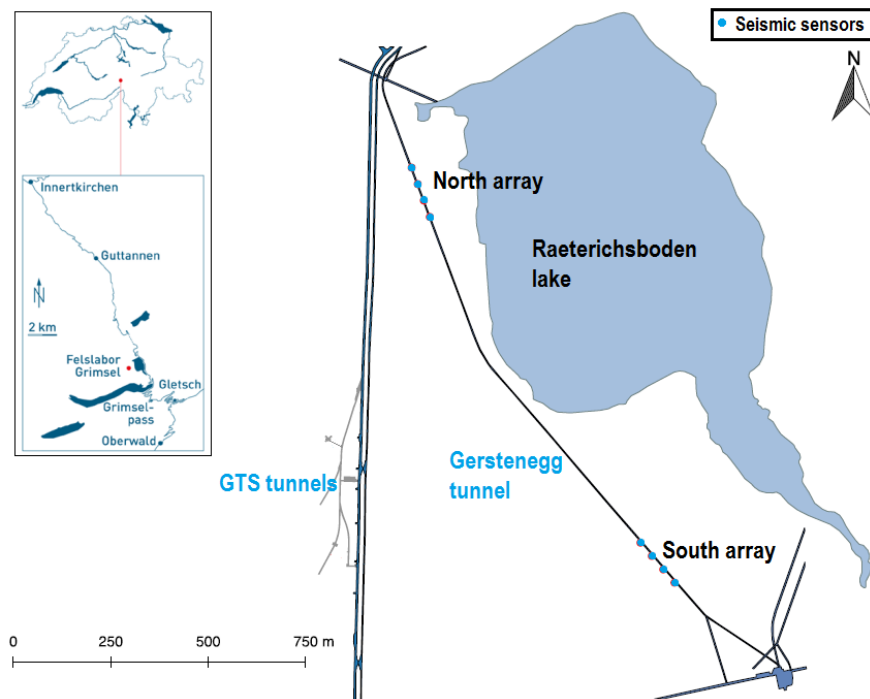 Seismic sensors
N
North array
Innertkirchen
Guttannen
N
2 km
Felslabor
Grimsel
Gletsch
Grimsel-
pass
Oberwald
Raeterichsboden
lake
GTS tunnels
Gerstenegg
tunnel
South array
0 250 500 750 m